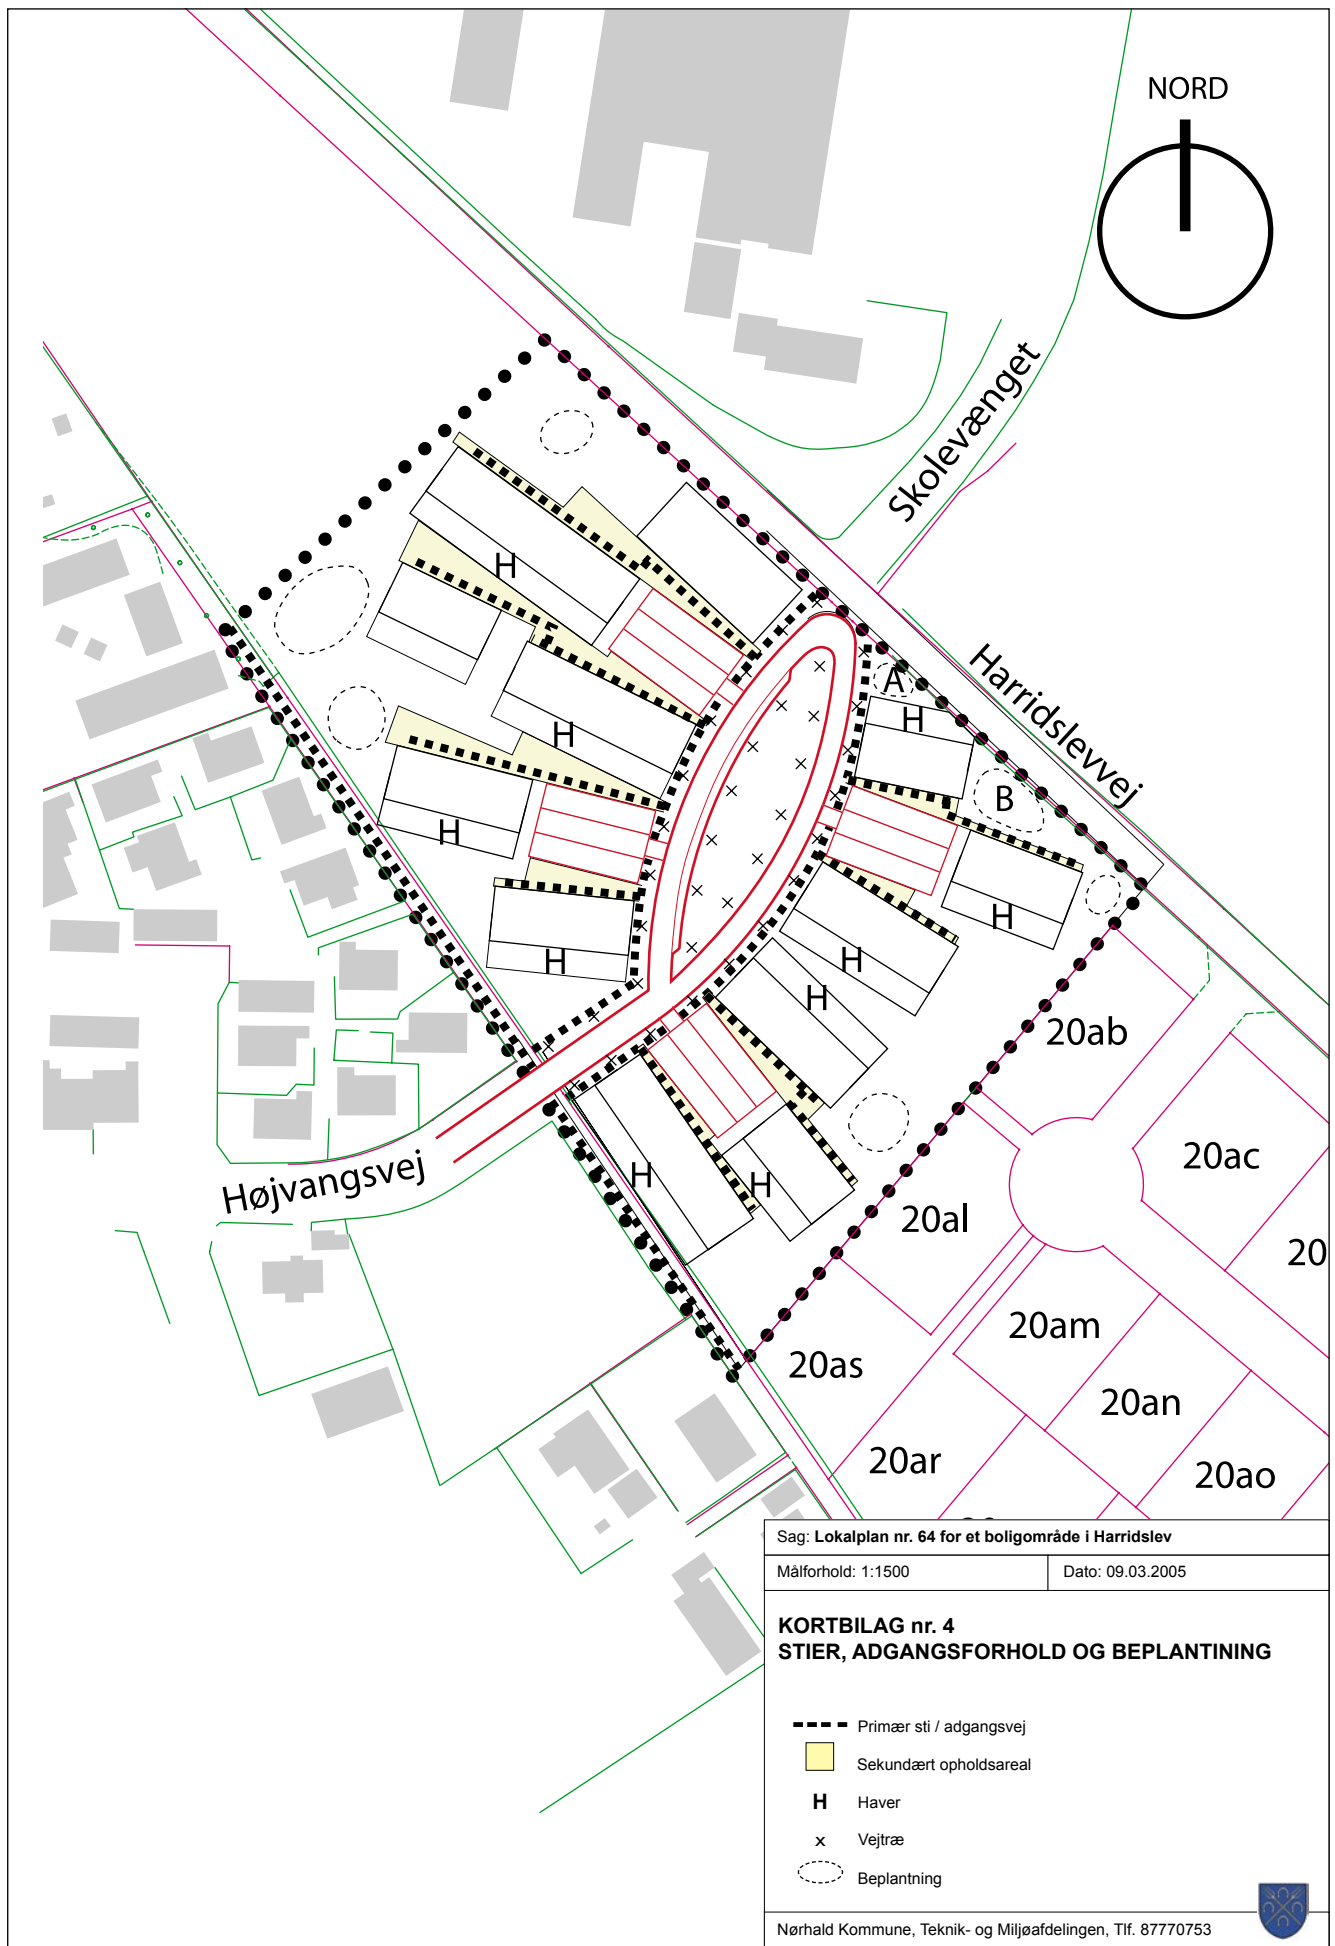 NORD
Skolevænget
H
A
Harridslevvej
H
H
B
H
H
H
H
H
20ab
20ac
Højvangsvej
H
H
20al
20
20am
20as
20an
20ar
20ao
Sag: Lokalplan nr. 64 for et boligområde i Harridslev
Målforhold: 1:1500
Dato: 09.03.2005
KORTBILAG nr. 4
STIER, ADGANGSFORHOLD OG BEPLANTINING
Primær sti / adgangsvej
Sekundært opholdsareal
H Haver
x Vejtræ
Beplantning
Nørhald Kommune, Teknik- og Miljøafdelingen, Tlf. 87770753